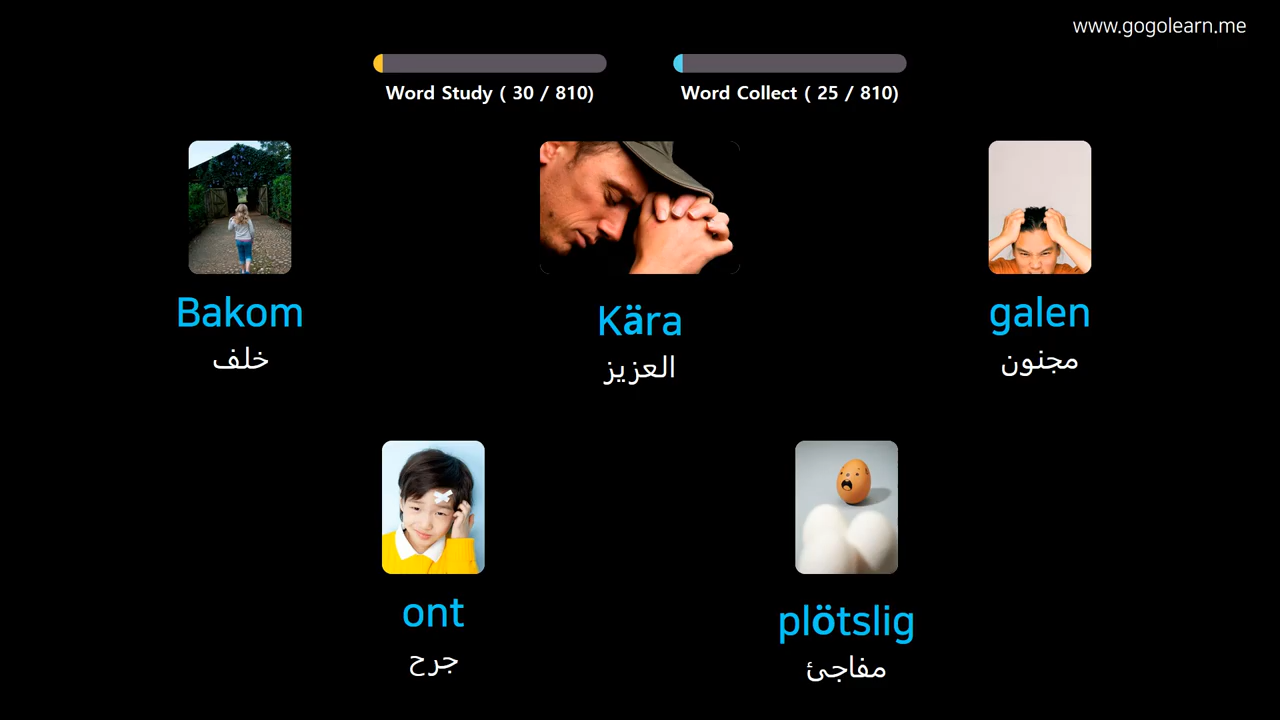 www.gogolearn.me
Word Study ( 30 / 810)
Word Collect ( 25 / 810)
Bakom
خلف
Kära
العزيز
galen
مجنون
ont
جرح
plötslig
مفاجئ